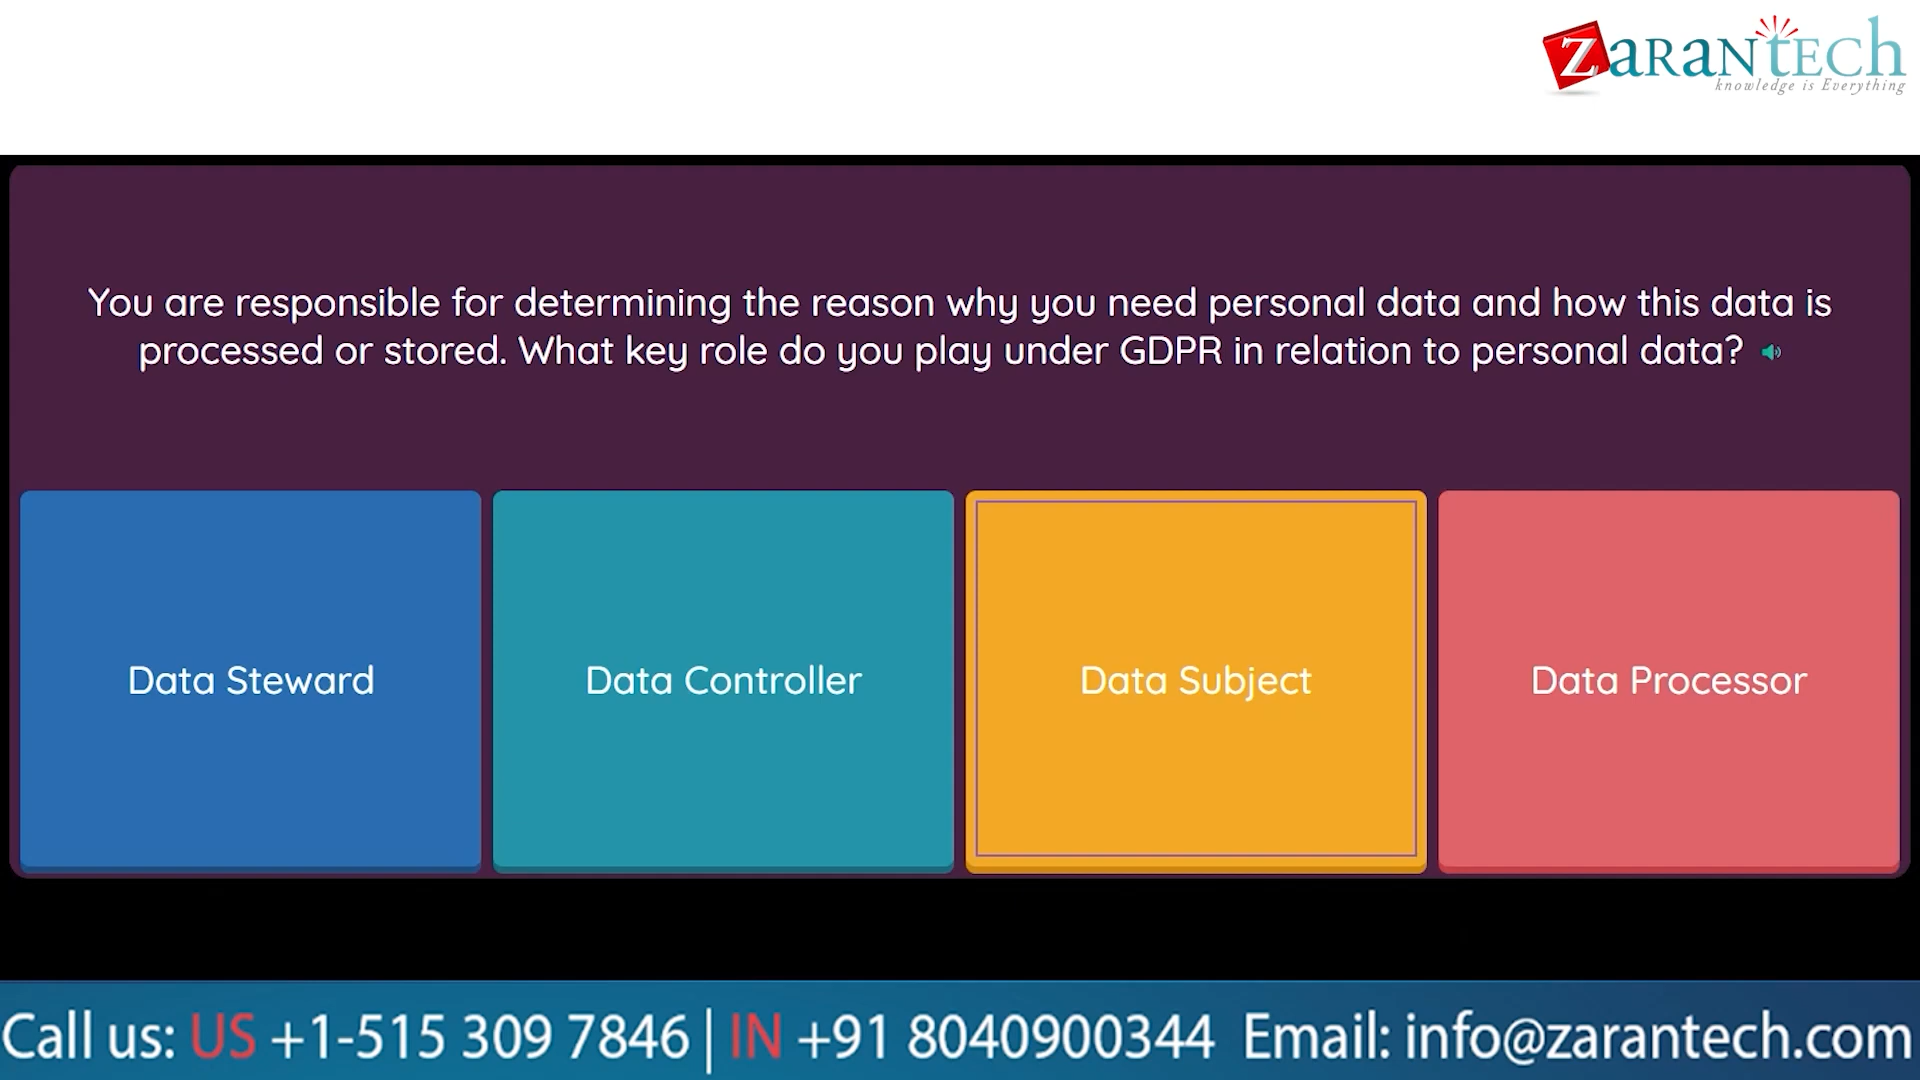 ZaranTech
knowledge is Everything
You are responsible for determining the reason why you need personal data and how this data is
processed or stored. What key role do you play under GDPR in relation to personal data?
Data Steward
Data Controller
Data Subject
Data Processor
Call us: US +1-515 309 7846 | IN +91 8040900344 Email: info@zarantech.com